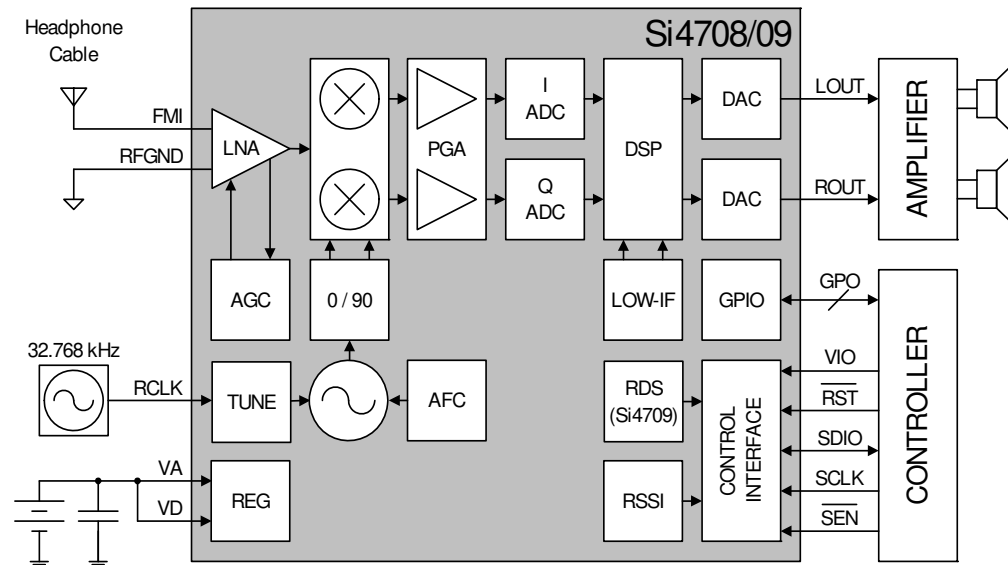 Headphone
Cable
Si4708/09
FMI
LNA
RFGND
PGA
I
ADC
Q
ADC
DSP
DAC
DAC
LOUT
ROUT
AMPLIFIER
AGC
0 / 90
LOW-IF
GPIO
GPO
32.768 kHz
RCLK
TUNE
AFC
RDS
(Si4709)
CONTROL
INTERFACE
VIO
RST
SDIO
SCLK
SEN
CONTROLLER
VA
VD
REG
RSSI